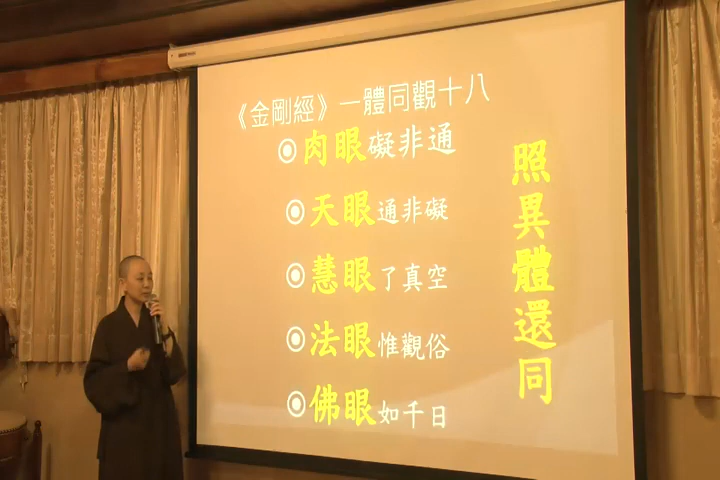 《金剛經》一體同觀十八
◉肉眼礙非通
◉天眼通非礙
◉慧眼了真空
◉法眼惟觀俗
◉佛眼如千日
照異體還同